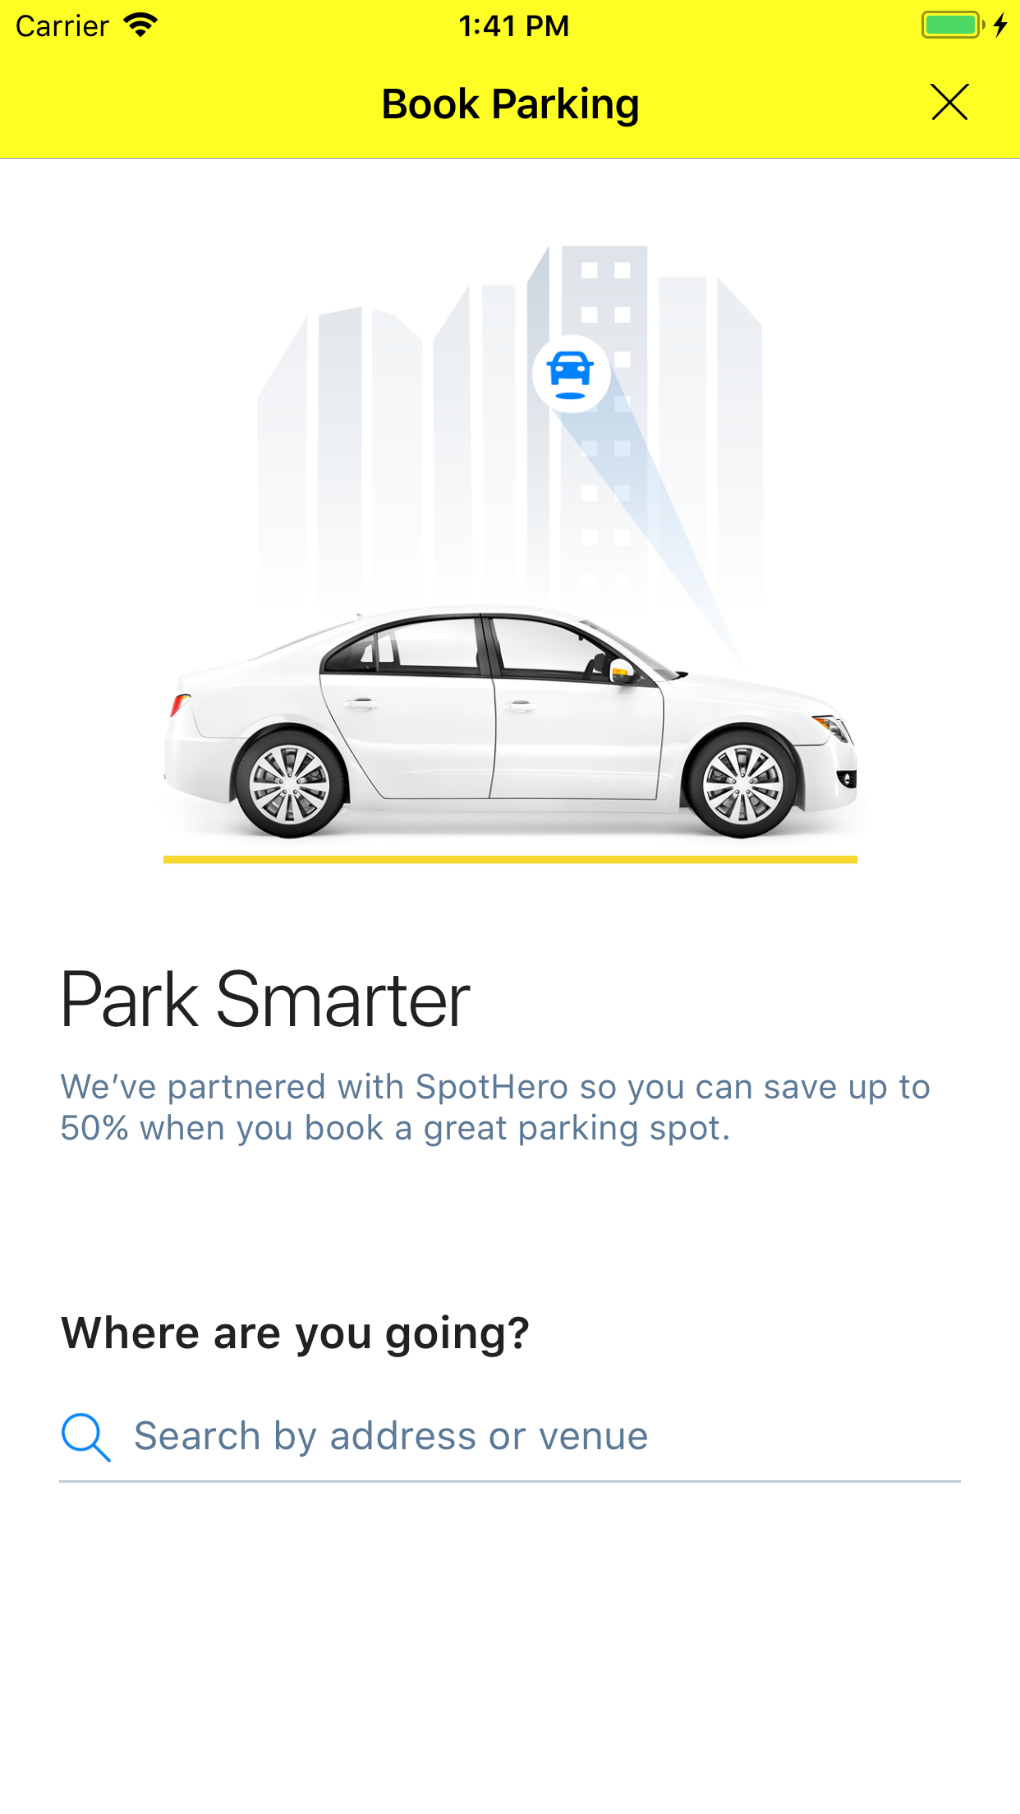 Carrier
1:41 PM
Book Parking
Park Smarter
We’ve partnered with SpotHero so you can save up to
50% when you book a great parking spot.
Where are you going?
Search by address or venue